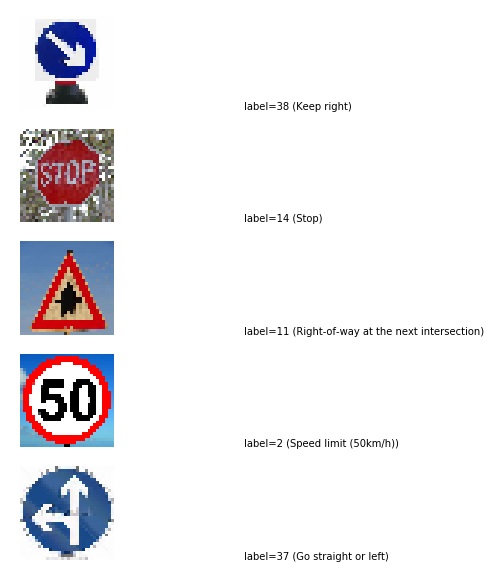 label=38 (Keep right)
STOP
label=14 (Stop)
label=11 (Right-of-way at the next intersection)
50
label=2 (Speed limit (50km/h))
label=37 (Go straight or left)